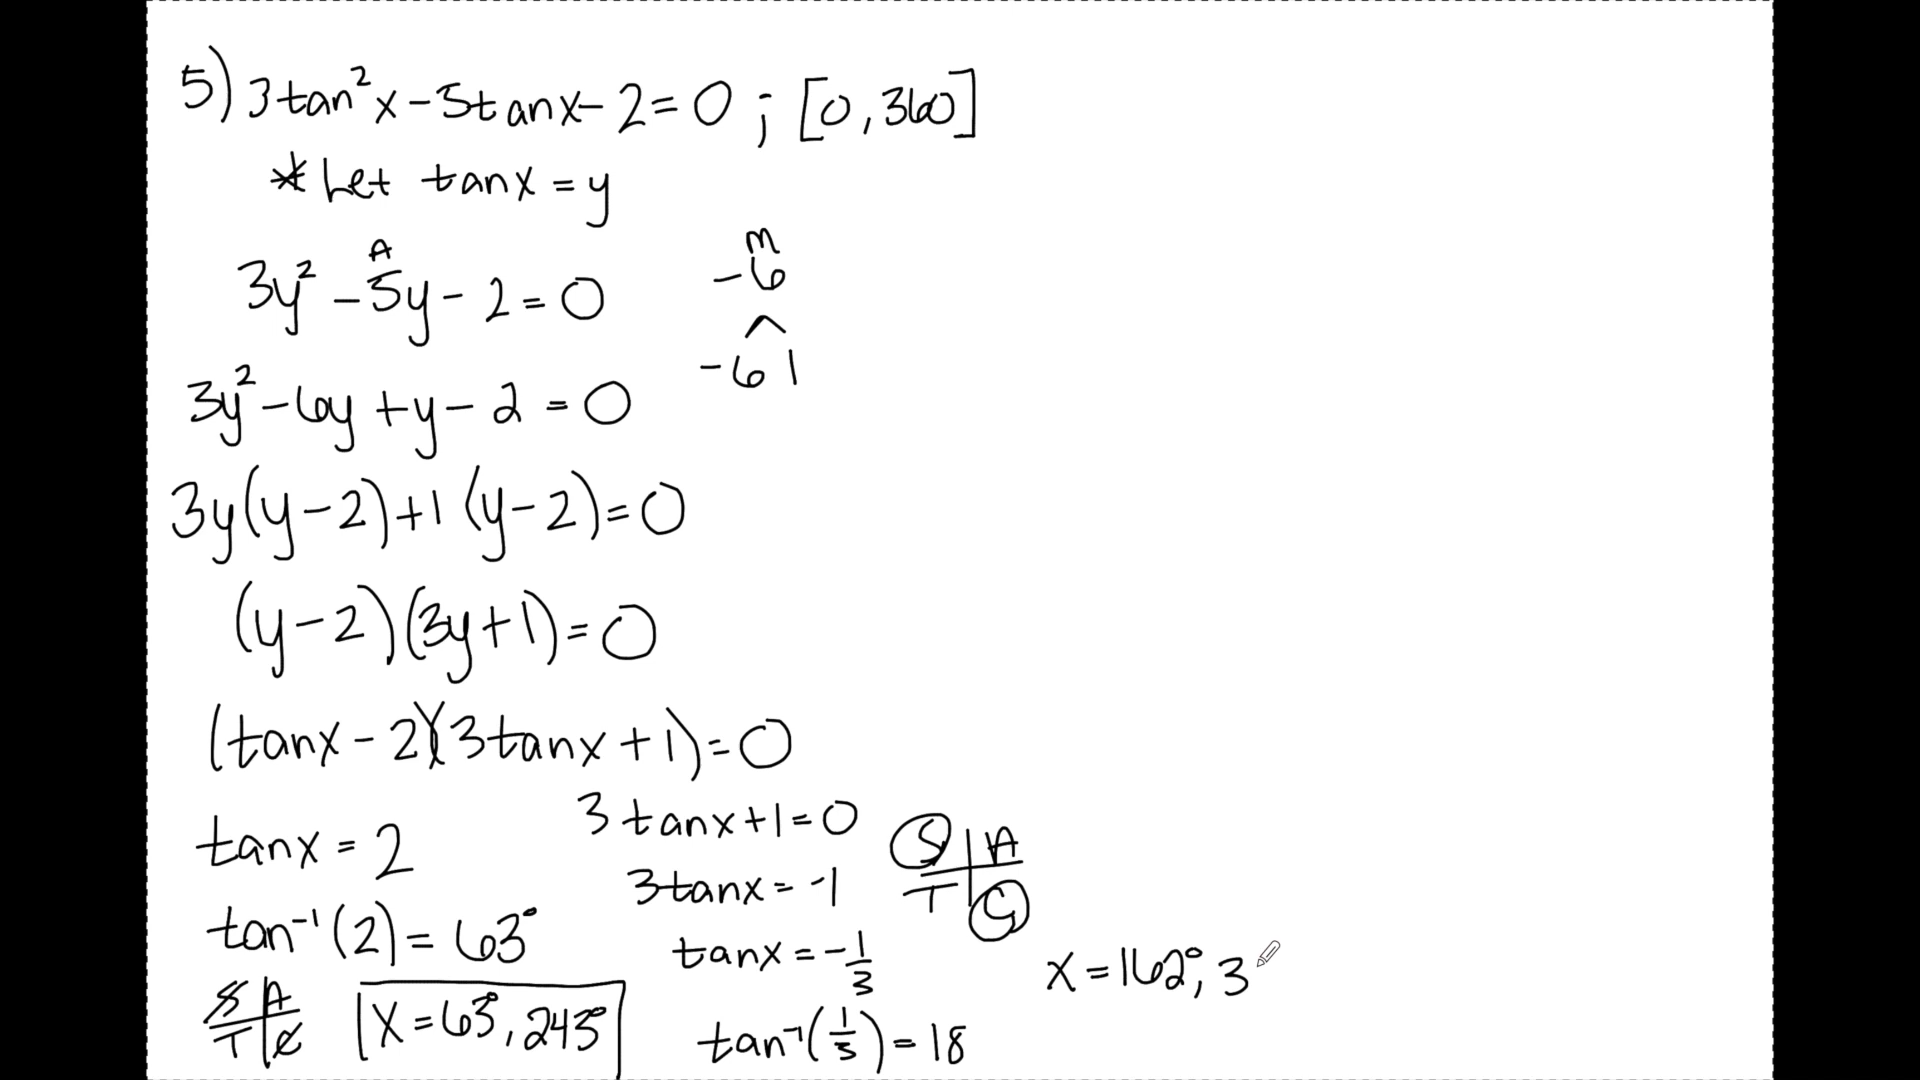 5) 3tan²x - 5tanx - 2 = 0 ; [0, 360]
* Let tanx = y
A
3y² - 5y - 2 = 0
M
-6
-6 1
3y² - 6y + y - 2 = 0
3y(y - 2) + 1(y - 2) = 0
(y - 2)(3y + 1) = 0
(tanx - 2)(3tanx + 1) = 0
tanx = 2
tan⁻¹(2) = 63°
S A
T C
x = 63°, 243°
3tanx + 1 = 0
3tanx = -1
tanx = -1/3
tan⁻¹(1/3) = 18
S A
T C
x = 162°, 3